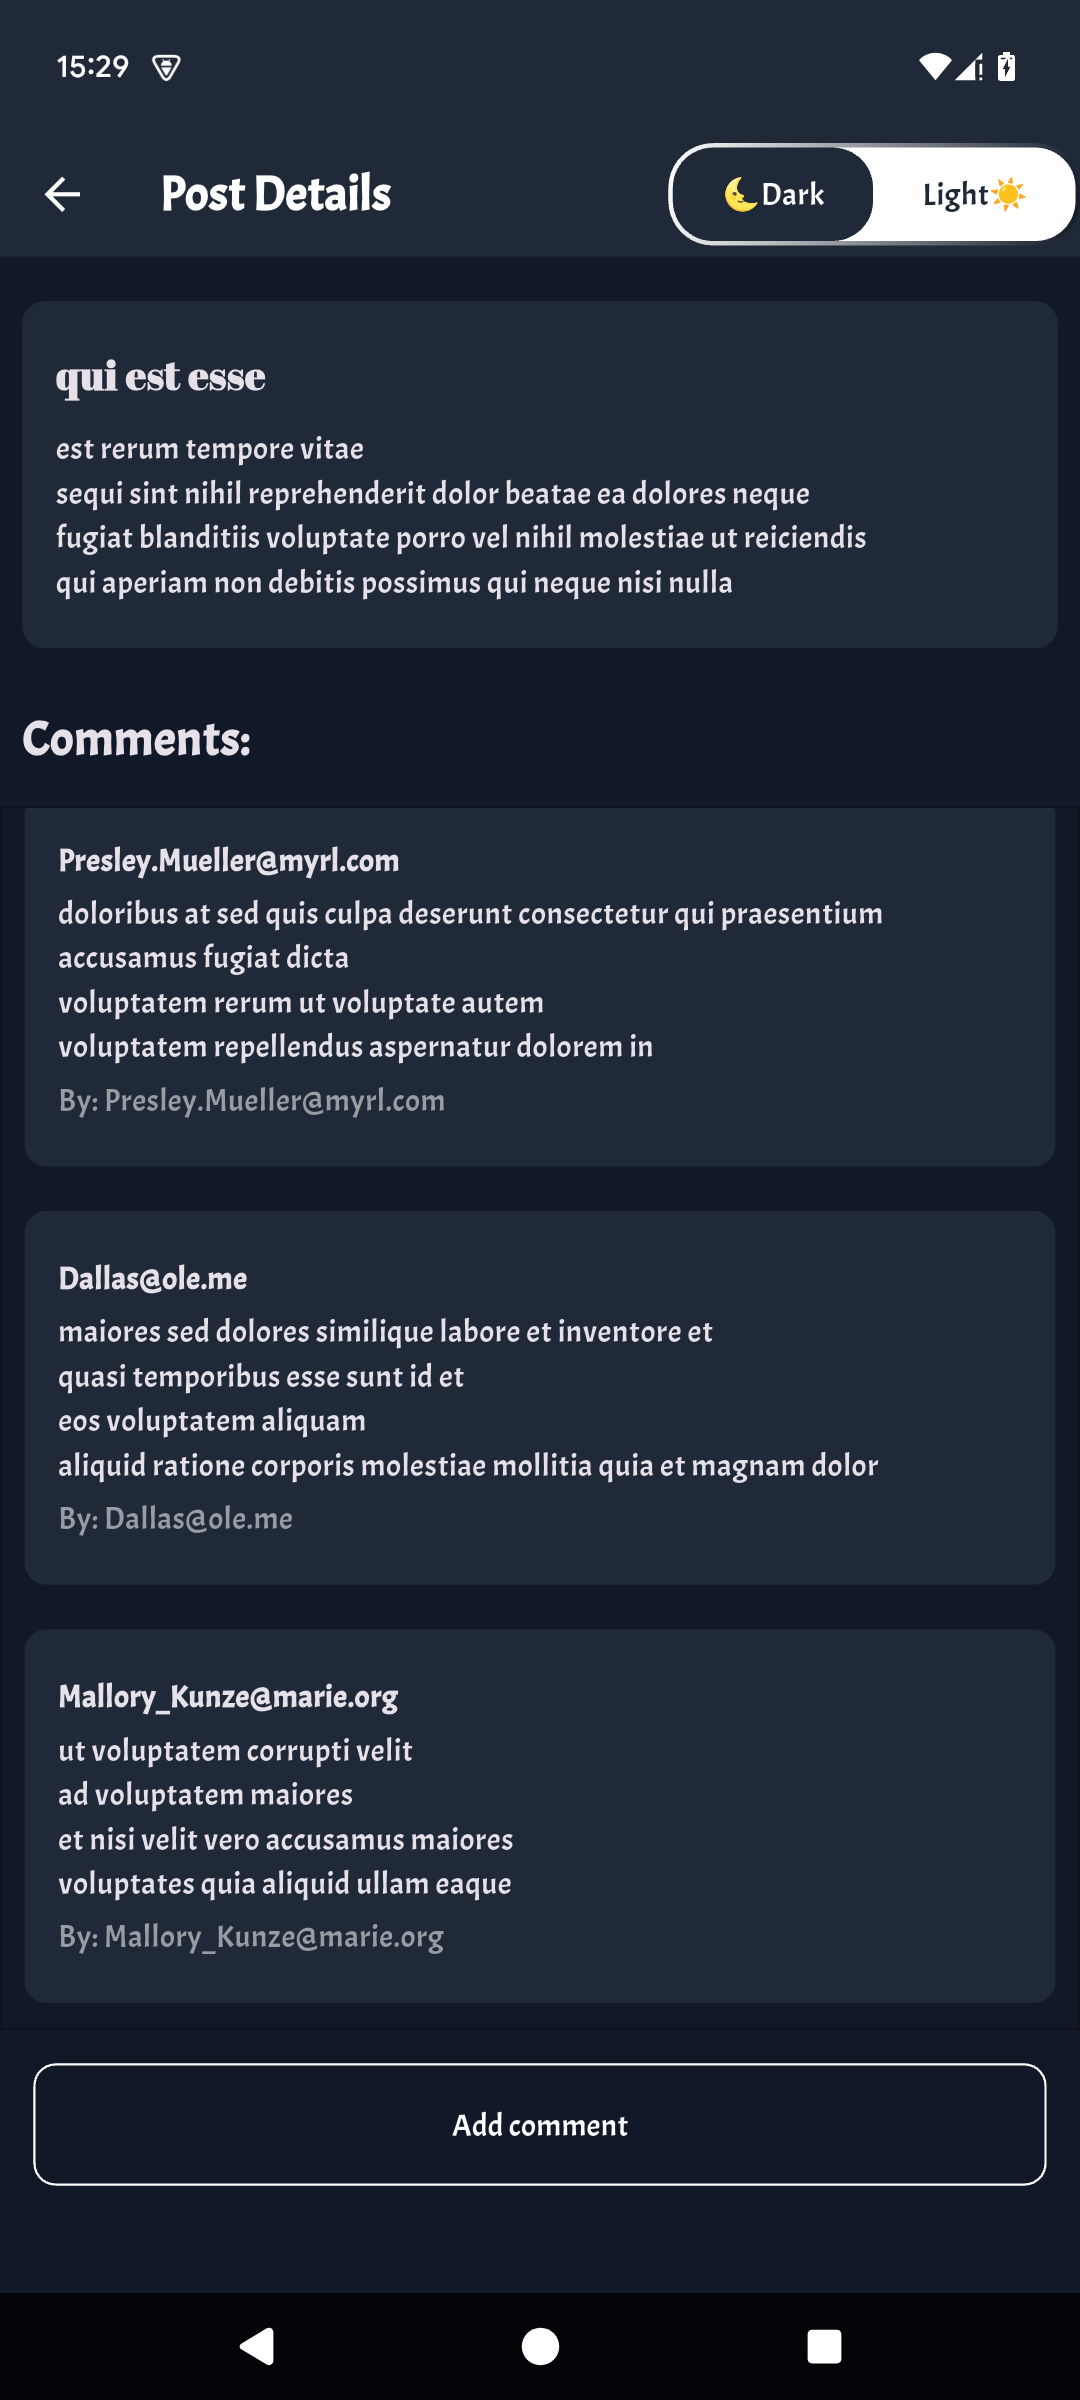 15:29
Post Details
🌜Dark
Light☀️
qui est esse
est rerum tempore vitae
sequi sint nihil reprehenderit dolor beatae ea dolores neque
fugiat blanditiis voluptate porro vel nihil molestiae ut reiciendis
qui aperiam non debitis possimus qui neque nisi nulla
Comments:
Presley.Mueller@myrl.com
doloribus at sed quis culpa deserunt consectetur qui praesentium
accusamus fugiat dicta
voluptatem rerum ut voluptate autem
voluptatem repellendus aspernatur dolorem in
By: Presley.Mueller@myrl.com
Dallas@ole.me
maiores sed dolores similique labore et inventore et
quasi temporibus esse sunt id et
eos voluptatem aliquam
aliquid ratione corporis molestiae mollitia quia et magnam dolor
By: Dallas@ole.me
Mallory_Kunze@marie.org
ut voluptatem corrupti velit
ad voluptatem maiores
et nisi velit vero accusamus maiores
voluptates quia aliquid ullam eaque
By: Mallory_Kunze@marie.org
Add comment